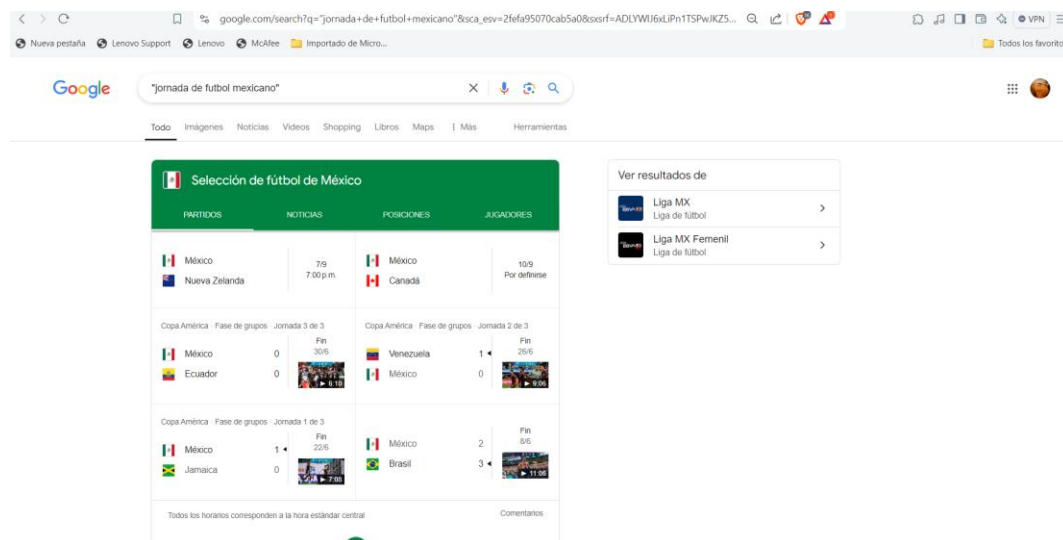 google.com/search?q="jornada+de+futbol+mexicano"&sca_esv=2fefa95070cab5a0&sxsrf=ADLYWIJ6xLiPn1TSPwJKZ5...
VPN
Nueva pestaña Lenovo Support Lenovo McAfee Importado de Micro...
Todos los favorito
Google
"jornada de futbol mexicano"
Todo Imágenes Noticias Videos Shopping Libros Maps Más Herramientas
Selección de fútbol de México
PARTIDOS NOTICIAS POSICIONES JUGADORES
México
Nueva Zelanda
7/9
7:00 p.m.
México
Canadá
10/9
Por definirse
Copa América · Fase de grupos · Jornada 3 de 3
Fin
30/6
México 0
Ecuador 0
6:10
Copa América · Fase de grupos · Jornada 2 de 3
Fin
26/6
Venezuela 1
México 0
9:06
Copa América · Fase de grupos · Jornada 1 de 3
Fin
22/6
México 1
Jamaica 0
7:08
Fin
8/6
México 2
Brasil 3
11:06
Todos los horarios corresponden a la hora estándar central
Comentarios
Ver resultados de
Liga MX
Liga de fútbol
Liga MX Femenil
Liga de fútbol